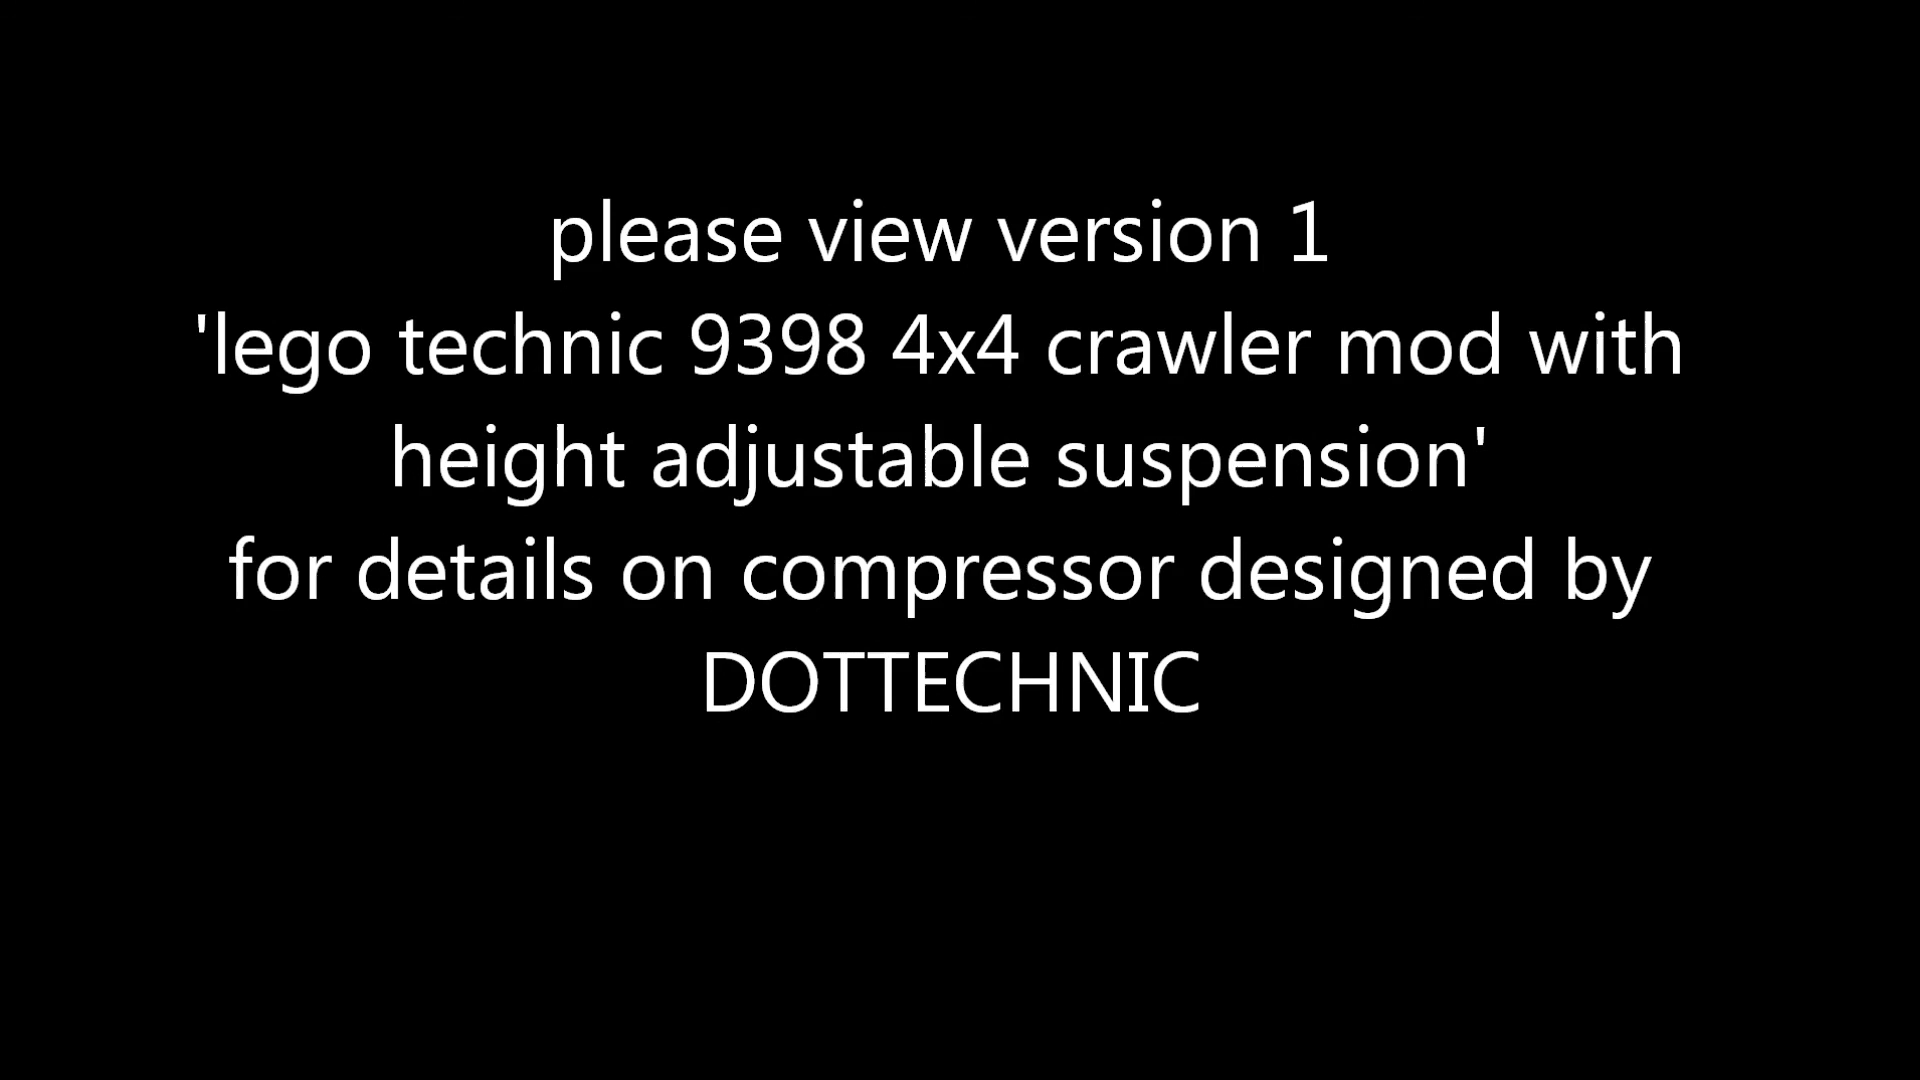 please view version 1
'lego technic 9398 4x4 crawler mod with
height adjustable suspension'
for details on compressor designed by
DOTTECHNIC